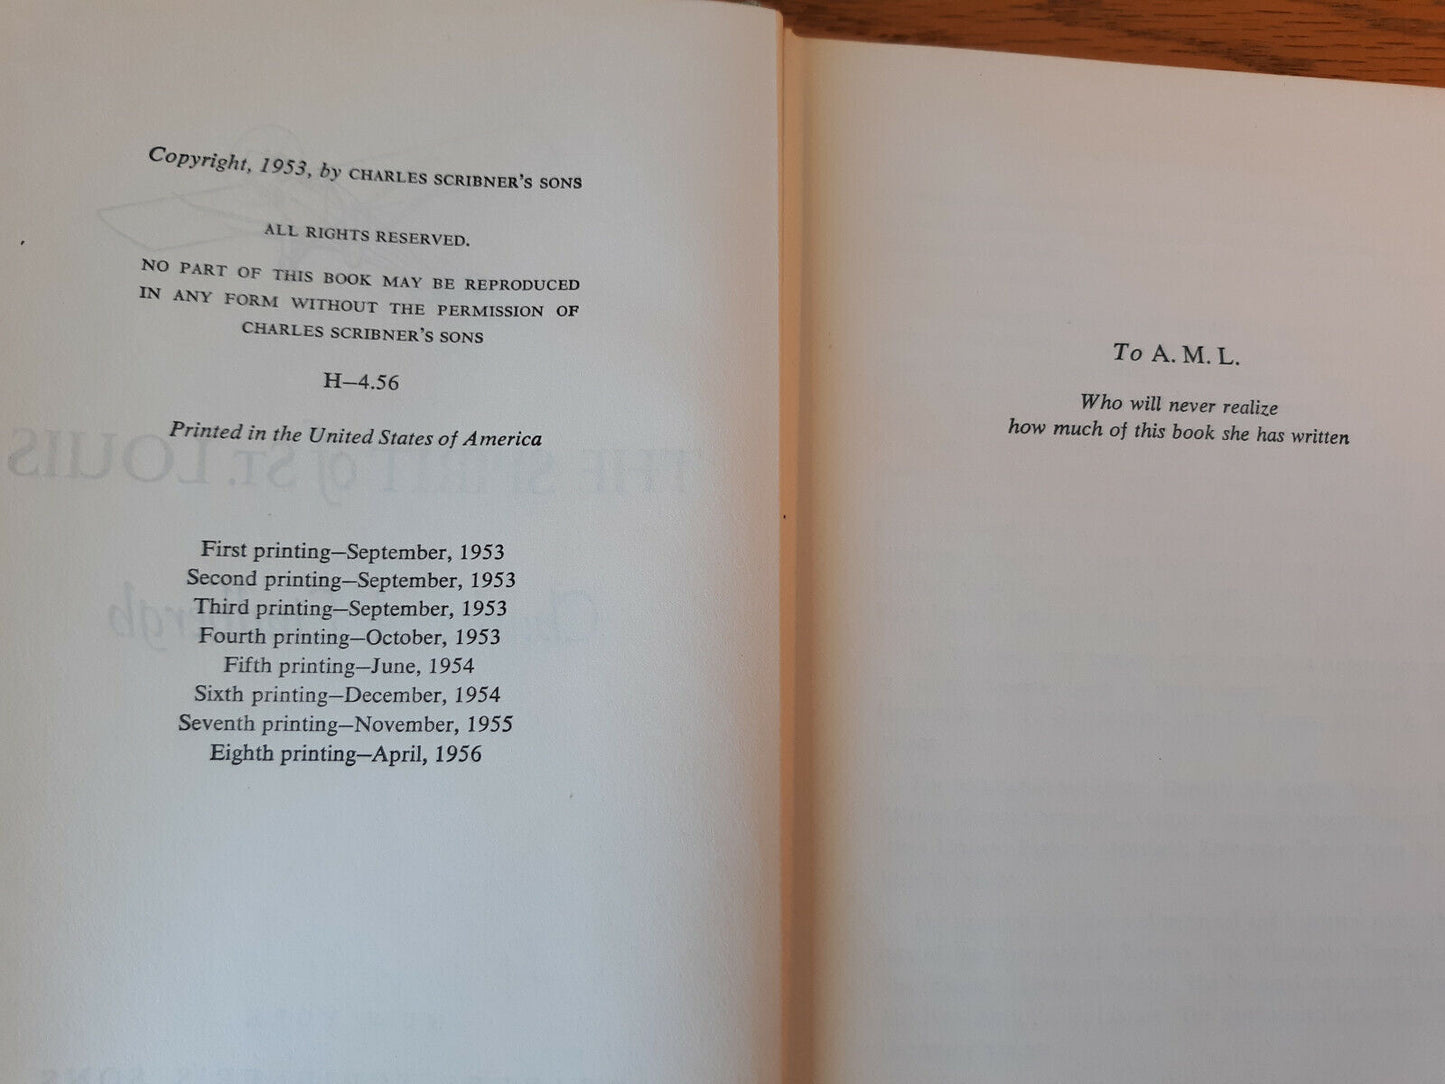 Copyright, 1953, by CHARLES SCRIBNER'S SONS
ALL RIGHTS RESERVED.
NO PART OF THIS BOOK MAY BE REPRODUCED
IN ANY FORM WITHOUT THE PERMISSION OF
CHARLES SCRIBNER'S SONS
H—4.56
Printed in the United States of America
First printing—September, 1953
Second printing—September, 1953
Third printing—September, 1953
Fourth printing—October, 1953
Fifth printing—June, 1954
Sixth printing—December, 1954
Seventh printing—November, 1955
Eighth printing—April, 1956
To A. M. L.
Who will never realize
how much of this book she has written